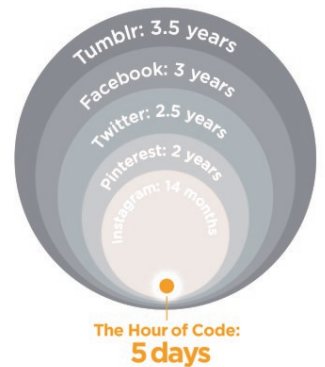 Tumblr: 3.5 years
Facebook: 3 years
Twitter: 2.5 years
Pinterest: 2 years
Instagram: 14 months
The Hour of Code:
5 days